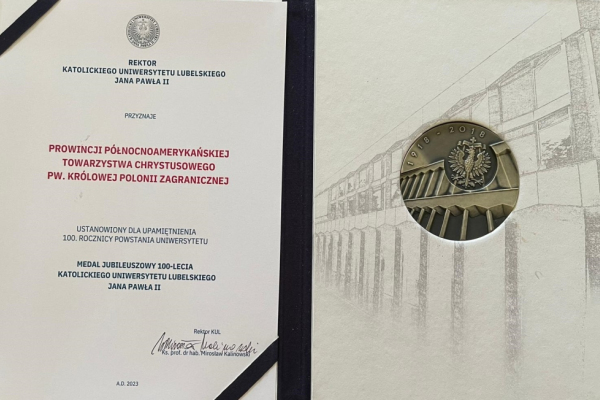 REKTOR
KATOLICKIEGO UNIWERSYTETU LUBELSKIEGO
JANA PAWŁA II
PRZYZNAJE
PROWINCJI PÓŁNOCNOAMERYKAŃSKIEJ
TOWARZYSTWA CHRYSTUSOWEGO
PW. KRÓLOWEJ POLONII ZAGRANICZNEJ
USTANOWIONY DLA UPAMIĘTNIENIA
100. ROCZNICY POWSTANIA UNIWERSYTETU
MEDAL JUBILEUSZOWY 100-LECIA
KATOLICKIEGO UNIWERSYTETU LUBELSKIEGO
JANA PAWŁA II
Rektor KUL
Ks. prof. dr hab. Mirosław Kalinowski
A.D. 2023
1918 - 2018